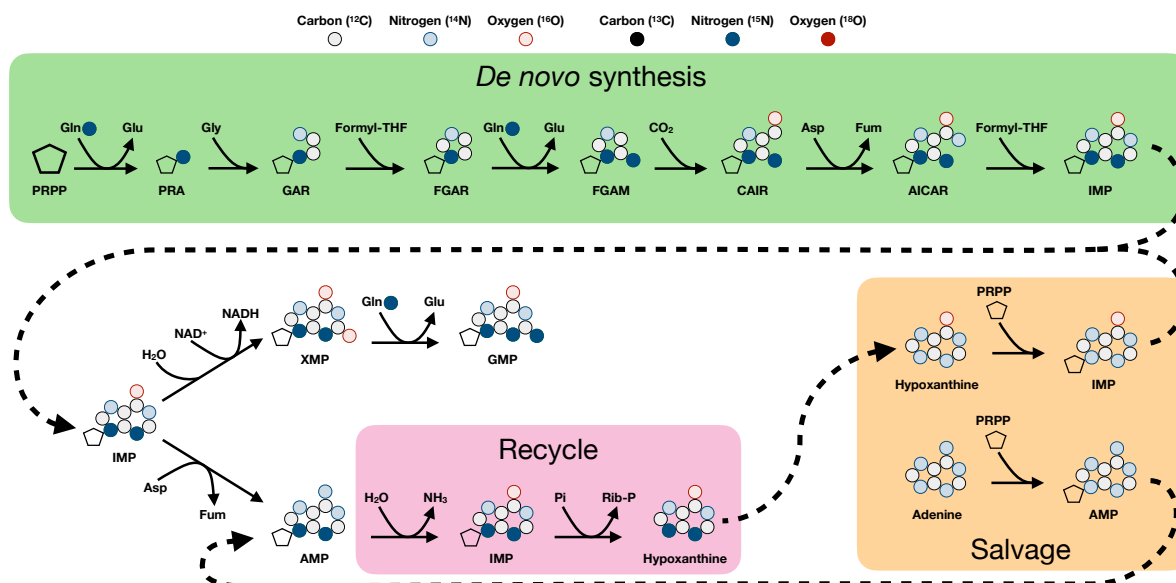 Carbon (¹²C) Nitrogen (¹⁴N) Oxygen (¹⁶O) Carbon (¹³C) Nitrogen (¹⁵N) Oxygen (¹⁸O)
De novo synthesis
Gln Glu Gly Formyl-THF Gln Glu CO₂ Asp Fum Formyl-THF
PRPP PRA GAR FGAR FGAM CAIR AICAR IMP
NADH
NAD⁺
H₂O
Gln Glu
XMP GMP
IMP
Asp
Fum
AMP
Recycle
H₂O NH₃ Pi Rib-P
IMP Hypoxanthine
PRPP
Hypoxanthine IMP
PRPP
Adenine AMP
Salvage